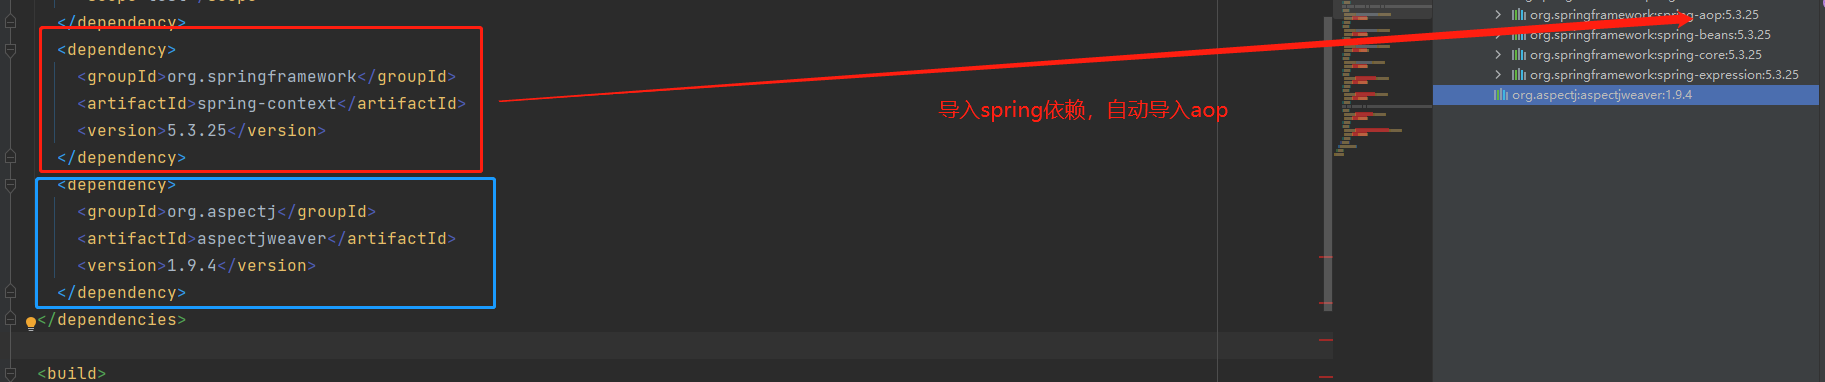 </dependency>
<dependency>
<groupId>org.springframework</groupId>
<artifactId>spring-context</artifactId>
<version>5.3.25</version>
</dependency>
<dependency>
<groupId>org.aspectj</groupId>
<artifactId>aspectjweaver</artifactId>
<version>1.9.4</version>
</dependency>
</dependencies>
<build>
导入spring依赖，自动导入aop
org.springframework:spring-aop:5.3.25
org.springframework:spring-beans:5.3.25
org.springframework:spring-core:5.3.25
org.springframework:spring-expression:5.3.25
org.aspectj:aspectjweaver:1.9.4